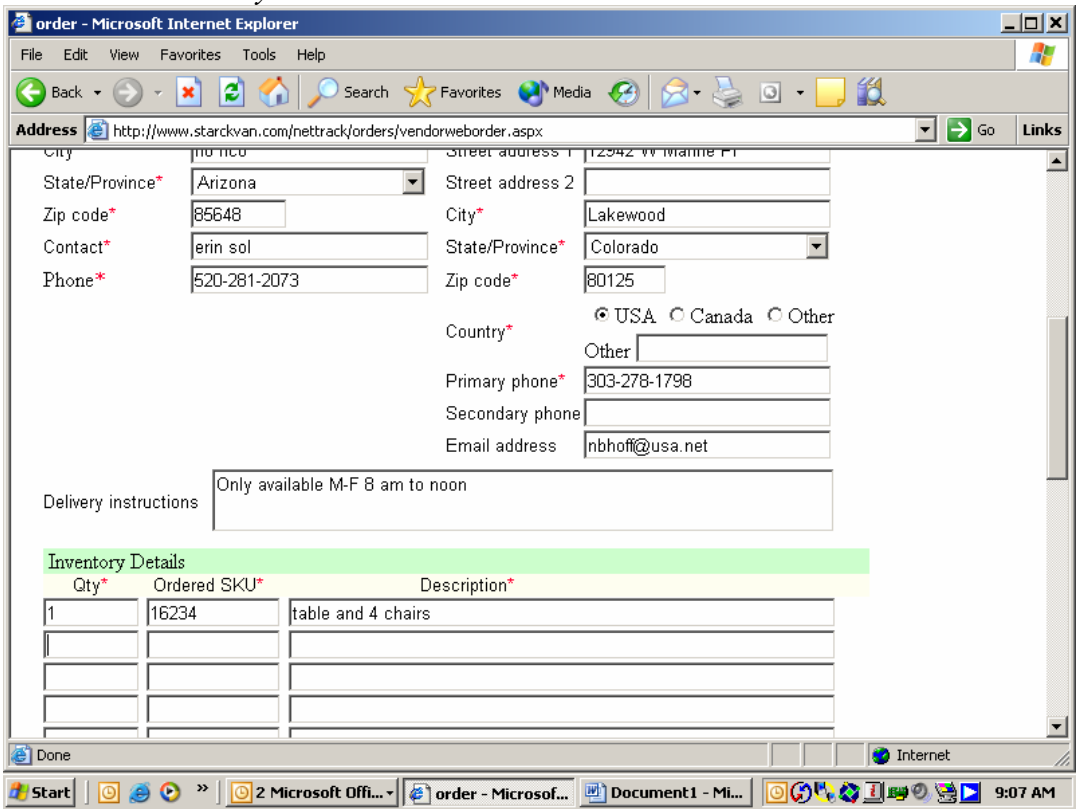 order - Microsoft Internet Explorer
File Edit View Favorites Tools Help
Back Search Favorites Media
Address http://www.starckvan.com/nettrack/orders/vendorweborder.aspx Go Links
City Street address 1
State/Province* Arizona Street address 2
Zip code* 85648 City* Lakewood
Contact* erin sol State/Province* Colorado
Phone* 520-281-2073 Zip code* 80125
Country* USA Canada Other
Other
Primary phone* 303-278-1798
Secondary phone
Email address nbhoff@usa.net
Delivery instructions Only available M-F 8 am to noon
Inventory Details
Qty* Ordered SKU* Description*
1 16234 table and 4 chairs
Done Internet
Start » 2 Microsoft Offi... order - Microsof... Document1 - Mi... 9:07 AM